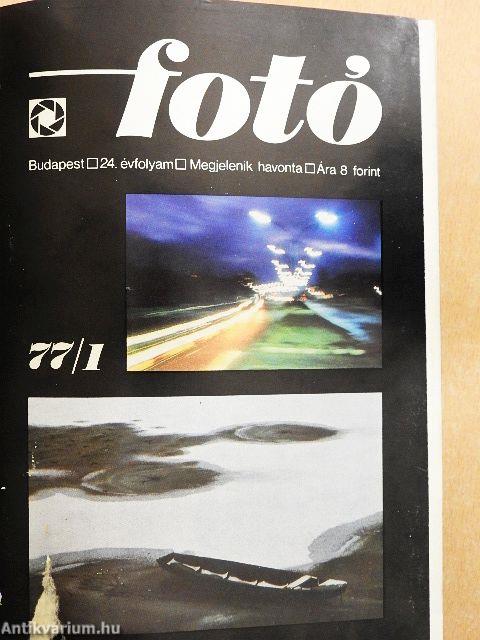 fotó
Budapest □ 24. évfolyam □ Megjelenik havonta □ Ára 8 forint
77/1
Antikvarium.hu